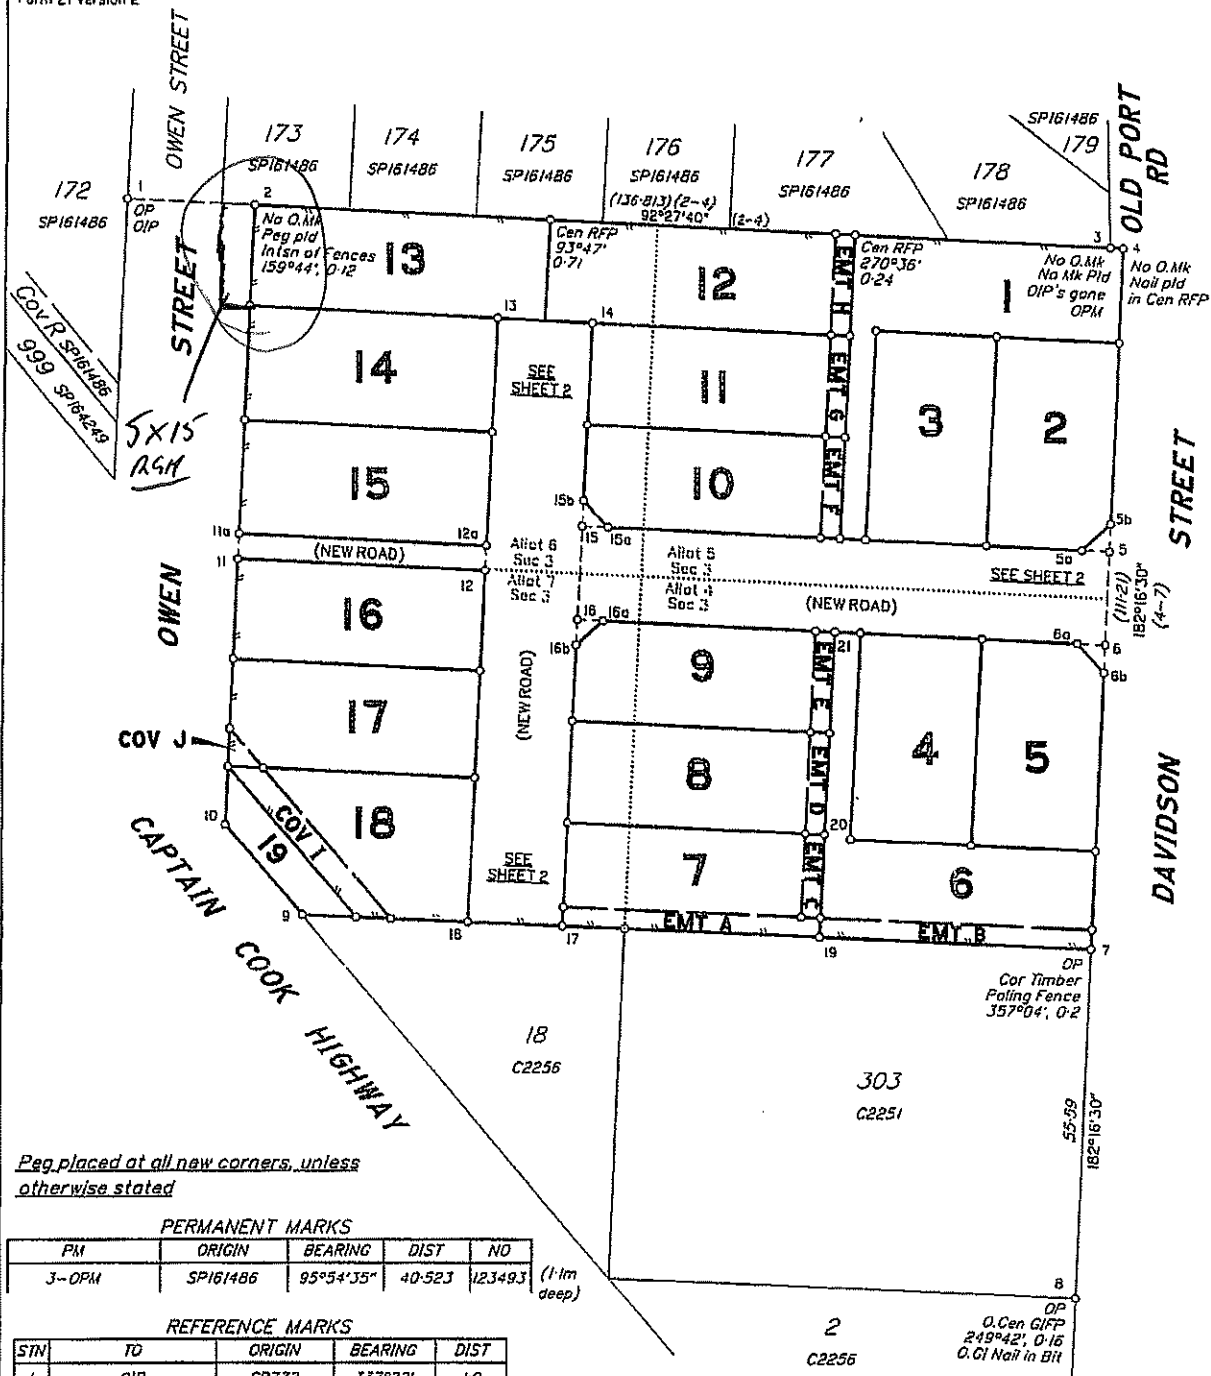 OWEN STREET
173
SP161486
174
SP161486
175
SP161486
176
SP161486
(136·813)(2-4)
92°27'40"
(2-4)
177
SP161486
178
SP161486
SP161486
179
OLD PORT
RD
172
SP161486
1
OP
OIP
2
No O.Mk
Peg pld
Intsn of Fences
159°44', 0·12
13
Cen RFP
93°47'
0·71
12
EMT H
Cen RFP
270°36'
0·24
1
No O.Mk
No Mk Pld
OIP's gone
OPM
3
4
No O.Mk
Nail pld
in Cen RFP
Cov R SP161486
999 SP164249
STREET
5X15
RGH
13
14
14
SEE
SHEET 2
11
EMT G
3
2
15
10
EMT F
15b
15
15a
5b
5
5a
11a
12a
(NEW ROAD)
11
12
Allot 6
Sec 3
Allot 7
Sec 3
Allot 5
Sec 3
Allot 4
Sec 3
SEE SHEET 2
(NEW ROAD)
(111·21)
182°16'30"
(4-7)
STREET
OWEN
16
16
16a
16b
9
EMT E
21
6a
6
6b
(NEW ROAD)
17
COV J
8
EMT D
4
5
10
COV I
18
19
SEE
SHEET 2
7
EMT C
20
6
DAVIDSON
9
18
17
EMT A
19
EMT B
7
OP
Cor Timber
Paling Fence
357°04', 0·2
CAPTAIN COOK HIGHWAY
18
C2256
303
C2251
55·59
182°16'30"
Peg placed at all new corners, unless
otherwise stated
PERMANENT MARKS
PM ORIGIN BEARING DIST NO
3-OPM SP161486 95°54'35" 40·523 123493 (1·1m deep)
8
OP
O.Cen GIFP
249°42', 0·16
O.GI Nail in Bit
2
C2256
REFERENCE MARKS
STN TO ORIGIN BEARING DIST